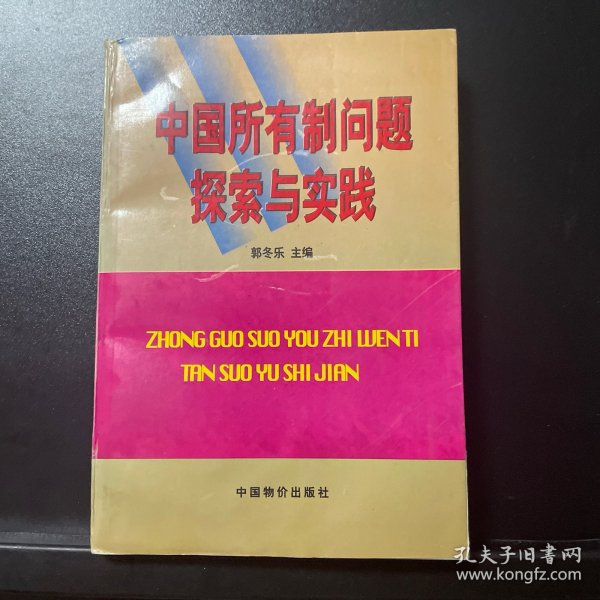 中国所有制问题
探索与实践
郭冬乐 主编
ZHONG GUO SUO YOU ZHI WEN TI
TAN SUO YU SHI JIAN
中国物价出版社
孔夫子旧书网
www.kongfz.com